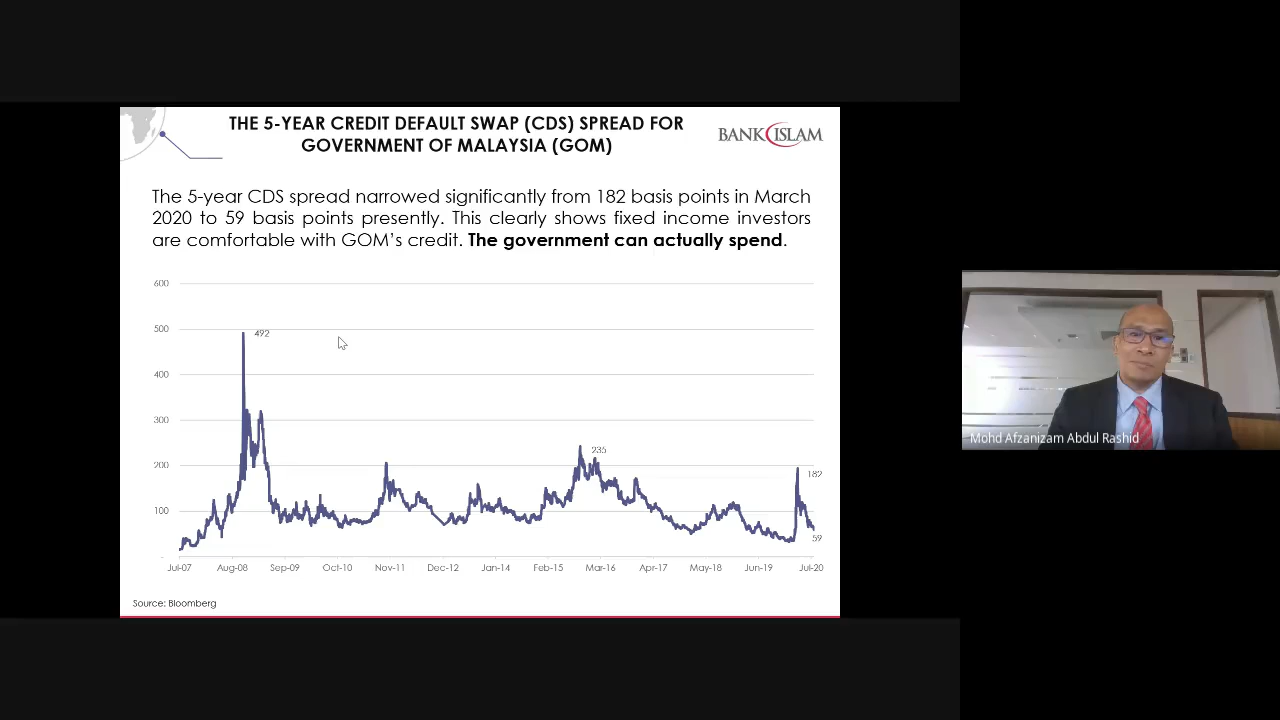 THE 5-YEAR CREDIT DEFAULT SWAP (CDS) SPREAD FOR
GOVERNMENT OF MALAYSIA (GOM)
BANK ISLAM
The 5-year CDS spread narrowed significantly from 182 basis points in March
2020 to 59 basis points presently. This clearly shows fixed income investors
are comfortable with GOM's credit. The government can actually spend.
600
500
400
300
200
100
-
492
235
182
59
Jul-07 Aug-08 Sep-09 Oct-10 Nov-11 Dec-12 Jan-14 Feb-15 Mar-16 Apr-17 May-18 Jun-19 Jul-20
Source: Bloomberg
Mohd Afzanizam Abdul Rashid